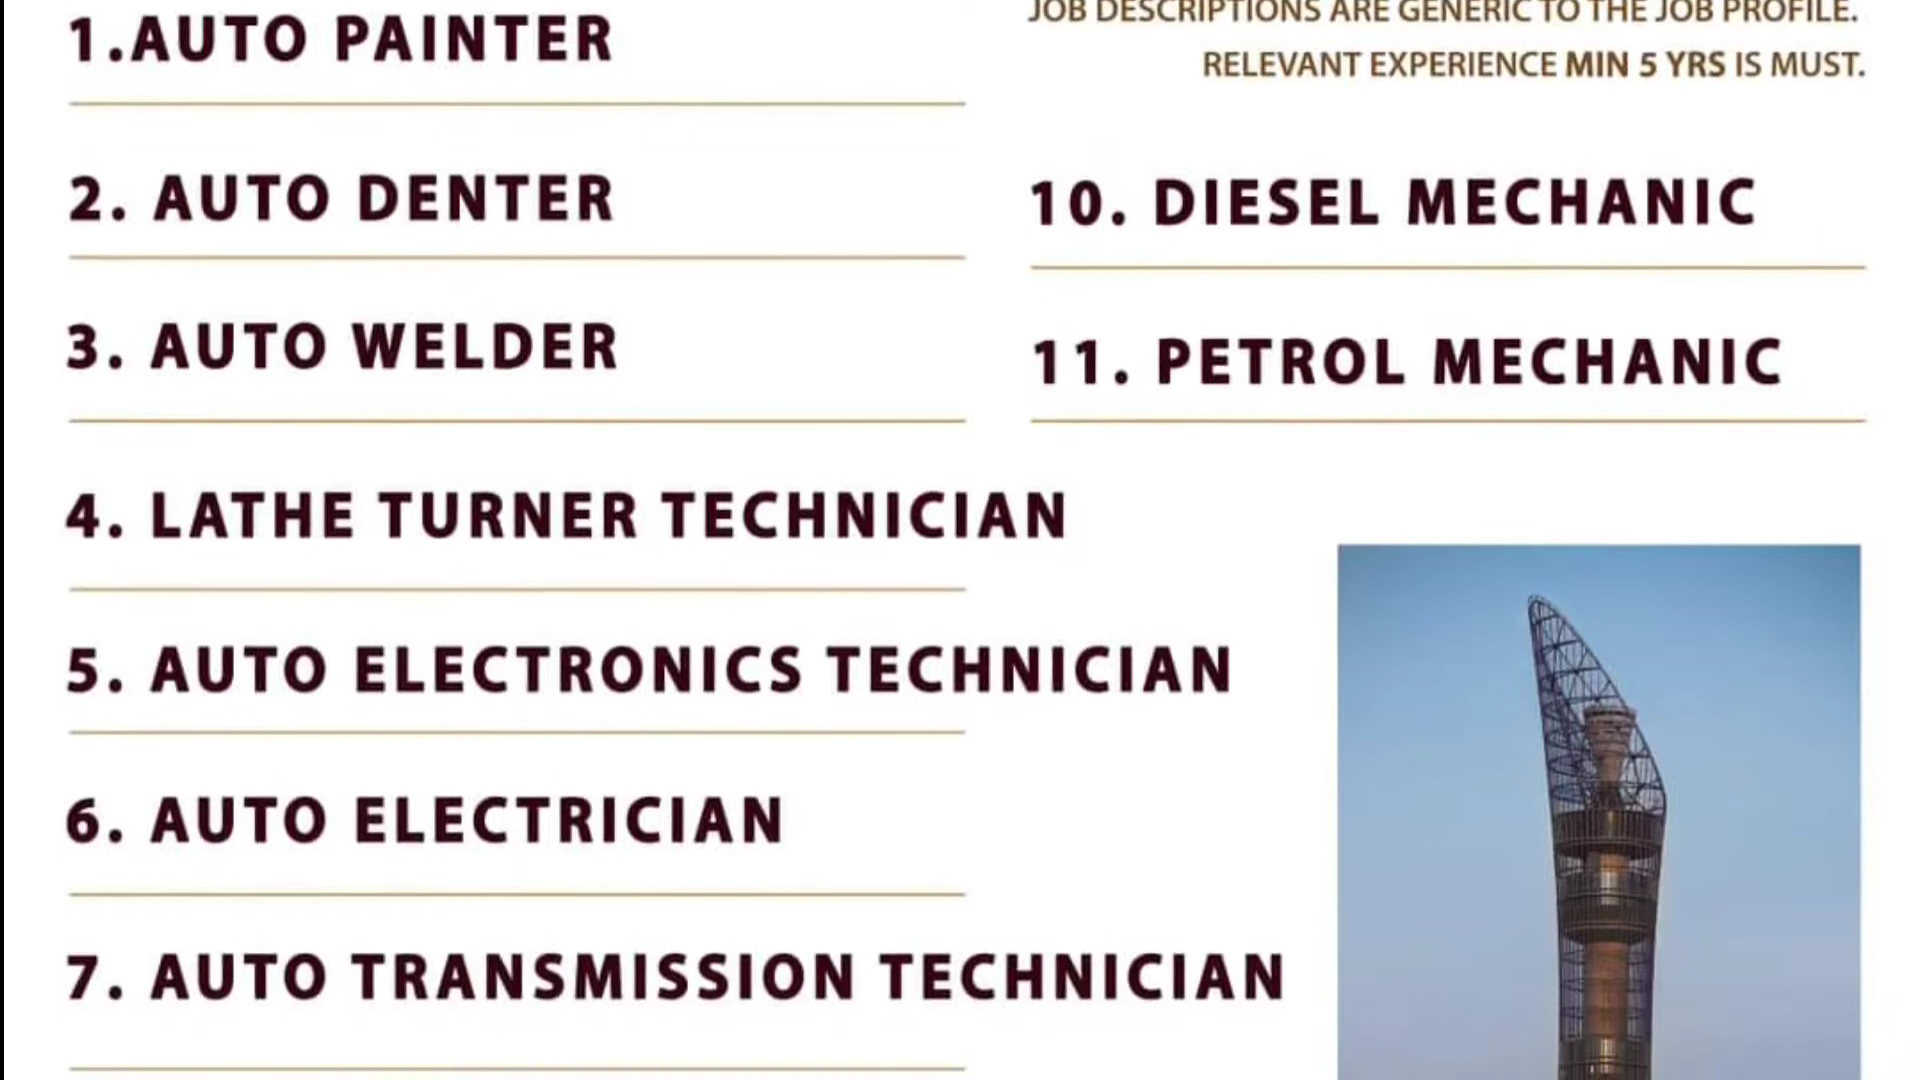 1.AUTO PAINTER
2. AUTO DENTER
3. AUTO WELDER
4. LATHE TURNER TECHNICIAN
5. AUTO ELECTRONICS TECHNICIAN
6. AUTO ELECTRICIAN
7. AUTO TRANSMISSION TECHNICIAN
JOB DESCRIPTIONS ARE GENERIC TO THE JOB PROFILE.
RELEVANT EXPERIENCE MIN 5 YRS IS MUST.
10. DIESEL MECHANIC
11. PETROL MECHANIC